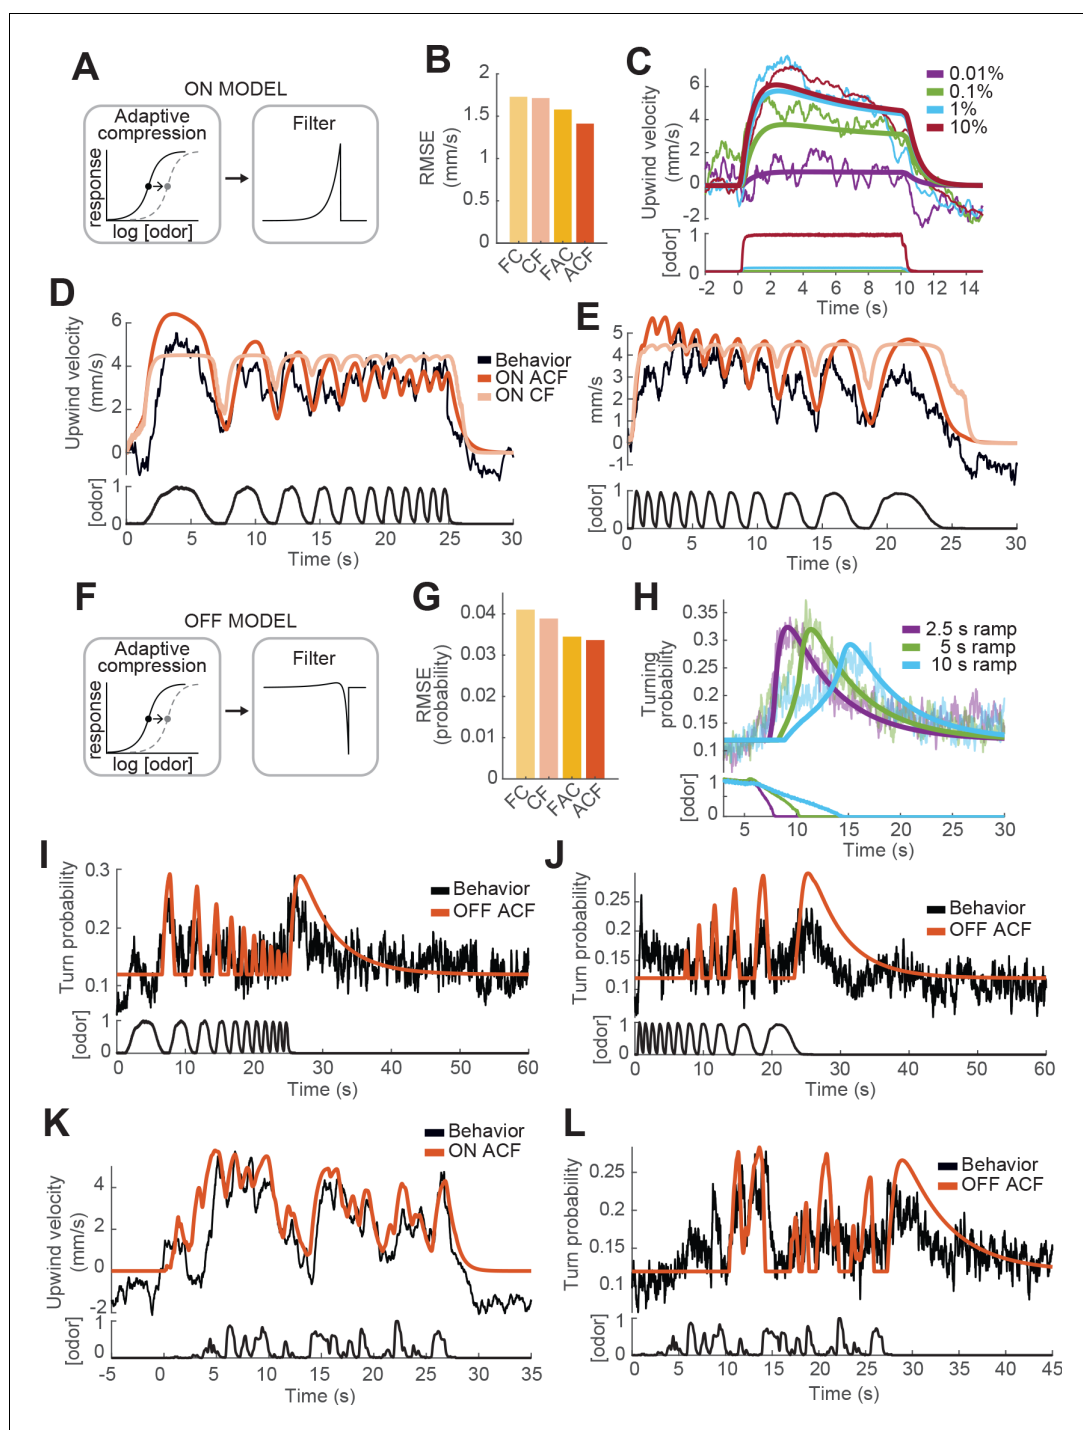 A
ON MODEL
Adaptive
compression
response
log [odor]
Filter
B
RMSE
(mm/s)
2
1.5
1
0.5
0
FC
CF
FAC
ACF
C
Upwind velocity
(mm/s)
6
4
2
0
-2
0.01%
0.1%
1%
10%
[odor]
1
0
-2 0 2 4 6 8 10 12 14
Time (s)
D
Upwind velocity
(mm/s)
6
4
2
0
Behavior
ON ACF
ON CF
[odor]
1
0
0 5 10 15 20 25 30
Time (s)
E
mm/s
5
4
3
2
1
0
-1
[odor]
1
0
0 5 10 15 20 25 30
Time (s)
F
OFF MODEL
Adaptive
compression
response
log [odor]
Filter
G
RMSE
(probability)
0.04
0.03
0.02
0.01
0
FC
CF
FAC
ACF
H
Turning
probability
0.35
0.3
0.25
0.2
0.15
0.1
2.5 s ramp
5 s ramp
10 s ramp
[odor]
1
0
5 10 15 20 25 30
Time (s)
I
Turn probability
0.3
0.2
0.1
Behavior
OFF ACF
[odor]
1
0
0 10 20 30 40 50 60
Time (s)
J
Turn probability
0.25
0.2
0.15
0.1
Behavior
OFF ACF
[odor]
1
0
0 10 20 30 40 50 60
Time (s)
K
Upwind velocity
(mm/s)
4
2
0
-2
Behavior
ON ACF
[odor]
1
0
-5 0 5 10 15 20 25 30 35
Time (s)
L
Turn probability
0.25
0.2
0.15
0.1
Behavior
OFF ACF
[odor]
1
0
0 5 10 15 20 25 30 35 40 45
Time (s)